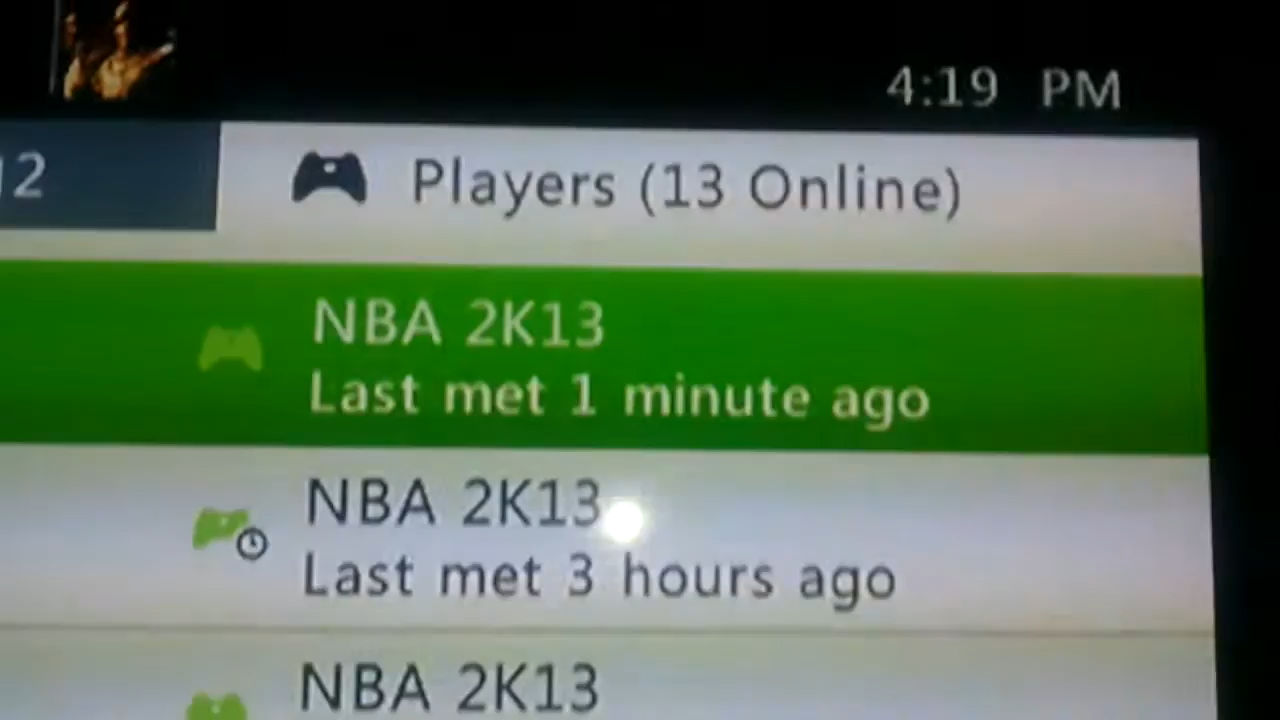 4:19 PM
12
Players (13 Online)
NBA 2K13
Last met 1 minute ago
NBA 2K13
Last met 3 hours ago
NBA 2K13